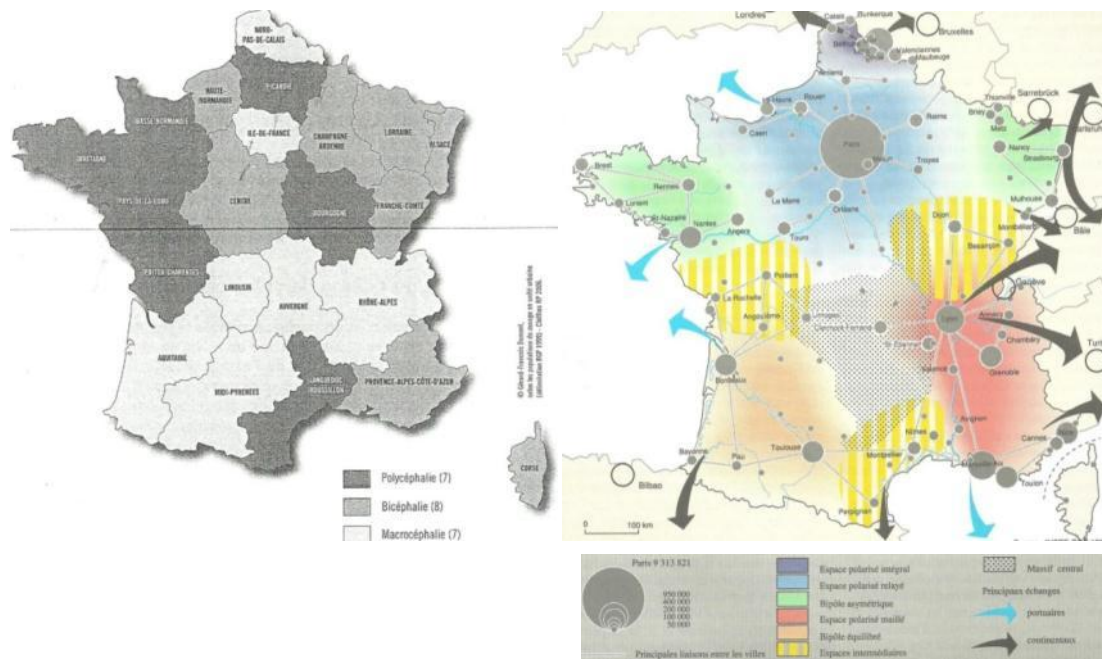 NORD-
PAS-DE-CALAIS
PICARDIE
HAUTE-
NORMANDIE
BASSE-NORMANDIE
ILE-DE-FRANCE
CHAMPAGNE
ARDENNE
LORRAINE
ALSACE
BRETAGNE
PAYS-DE-LA-LOIRE
CENTRE
BOURGOGNE
FRANCHE-COMTÉ
POITOU-CHARENTES
LIMOUSIN
AUVERGNE
RHÔNE-ALPES
AQUITAINE
MIDI-PYRÉNÉES
LANGUEDOC
ROUSSILLON
PROVENCE-ALPES-CÔTE-D'AZUR
CORSE
Polycéphalie (7)
Bicéphalie (8)
Macrocéphalie (7)
Londres
Calais
Dunkerque
Bruxelles
Valenciennes
Maubeuge
Amiens
Le Havre
Rouen
Caen
Reims
Paris
Melun
Thionville
Briey
Metz
Sarrebrück
Karlsruhe
Nancy
Strasbourg
Troyes
Brest
Rennes
Lorient
St-Nazaire
Nantes
Angers
Le Mans
Tours
Orléans
Mulhouse
Montbéliard
Bâle
Dijon
Besançon
Poitiers
La Rochelle
Angoulême
Limoges
Clermont-Ferrand
Lyon
Genève
Annecy
Chambéry
St-Etienne
Grenoble
Valence
Turin
Bordeaux
Avignon
Nîmes
Cannes
Nice
Toulouse
Montpellier
Marseille-Aix
Toulon
Bayonne
Pau
Perpignan
Bilbao
0 100 km
Paris 9 313 821
950 000
400 000
200 000
100 000
50 000
Principales liaisons entre les villes
Espace polarisé intégral
Espace polarisé relayé
Bipôle asymétrique
Espace polarisé maillé
Bipôle équilibré
Espaces intermédiaires
Massif central
Principaux échanges
portuaires
continentaux